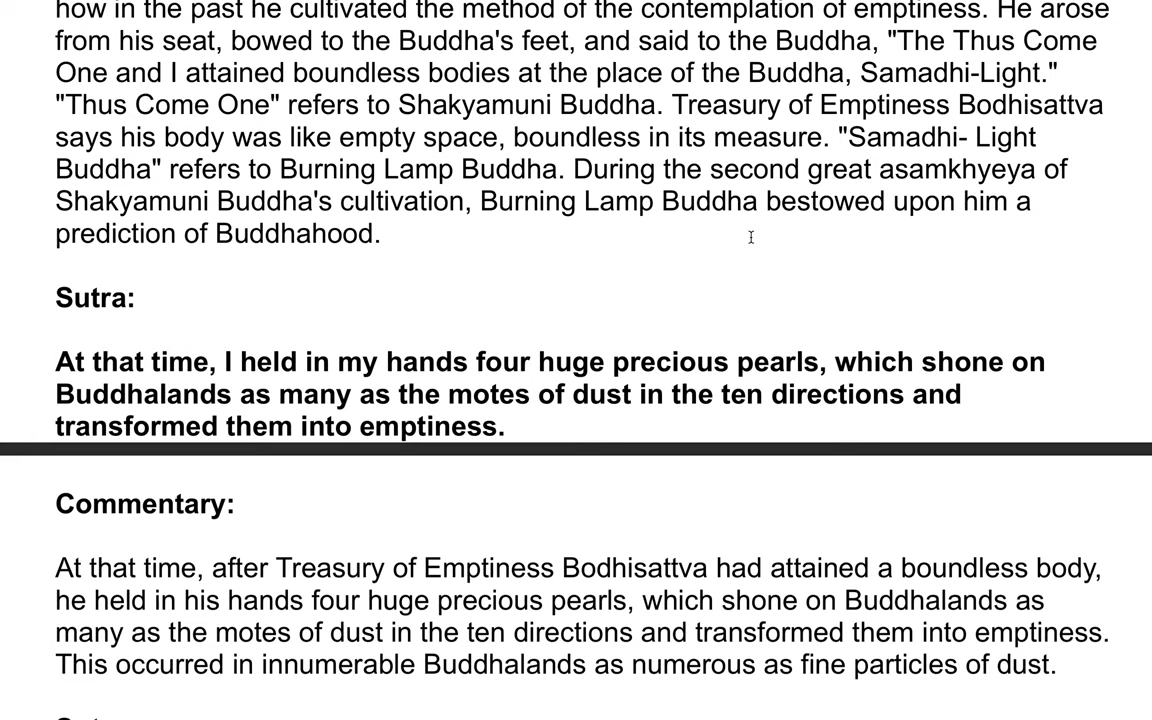 how in the past he cultivated the method of the contemplation of emptiness. He arose
from his seat, bowed to the Buddha's feet, and said to the Buddha, "The Thus Come
One and I attained boundless bodies at the place of the Buddha, Samadhi-Light."
"Thus Come One" refers to Shakyamuni Buddha. Treasury of Emptiness Bodhisattva
says his body was like empty space, boundless in its measure. "Samadhi- Light
Buddha" refers to Burning Lamp Buddha. During the second great asamkhyeya of
Shakyamuni Buddha's cultivation, Burning Lamp Buddha bestowed upon him a
prediction of Buddhahood.
Sutra:
At that time, I held in my hands four huge precious pearls, which shone on
Buddhalands as many as the motes of dust in the ten directions and
transformed them into emptiness.
Commentary:
At that time, after Treasury of Emptiness Bodhisattva had attained a boundless body,
he held in his hands four huge precious pearls, which shone on Buddhalands as
many as the motes of dust in the ten directions and transformed them into emptiness.
This occurred in innumerable Buddhalands as numerous as fine particles of dust.